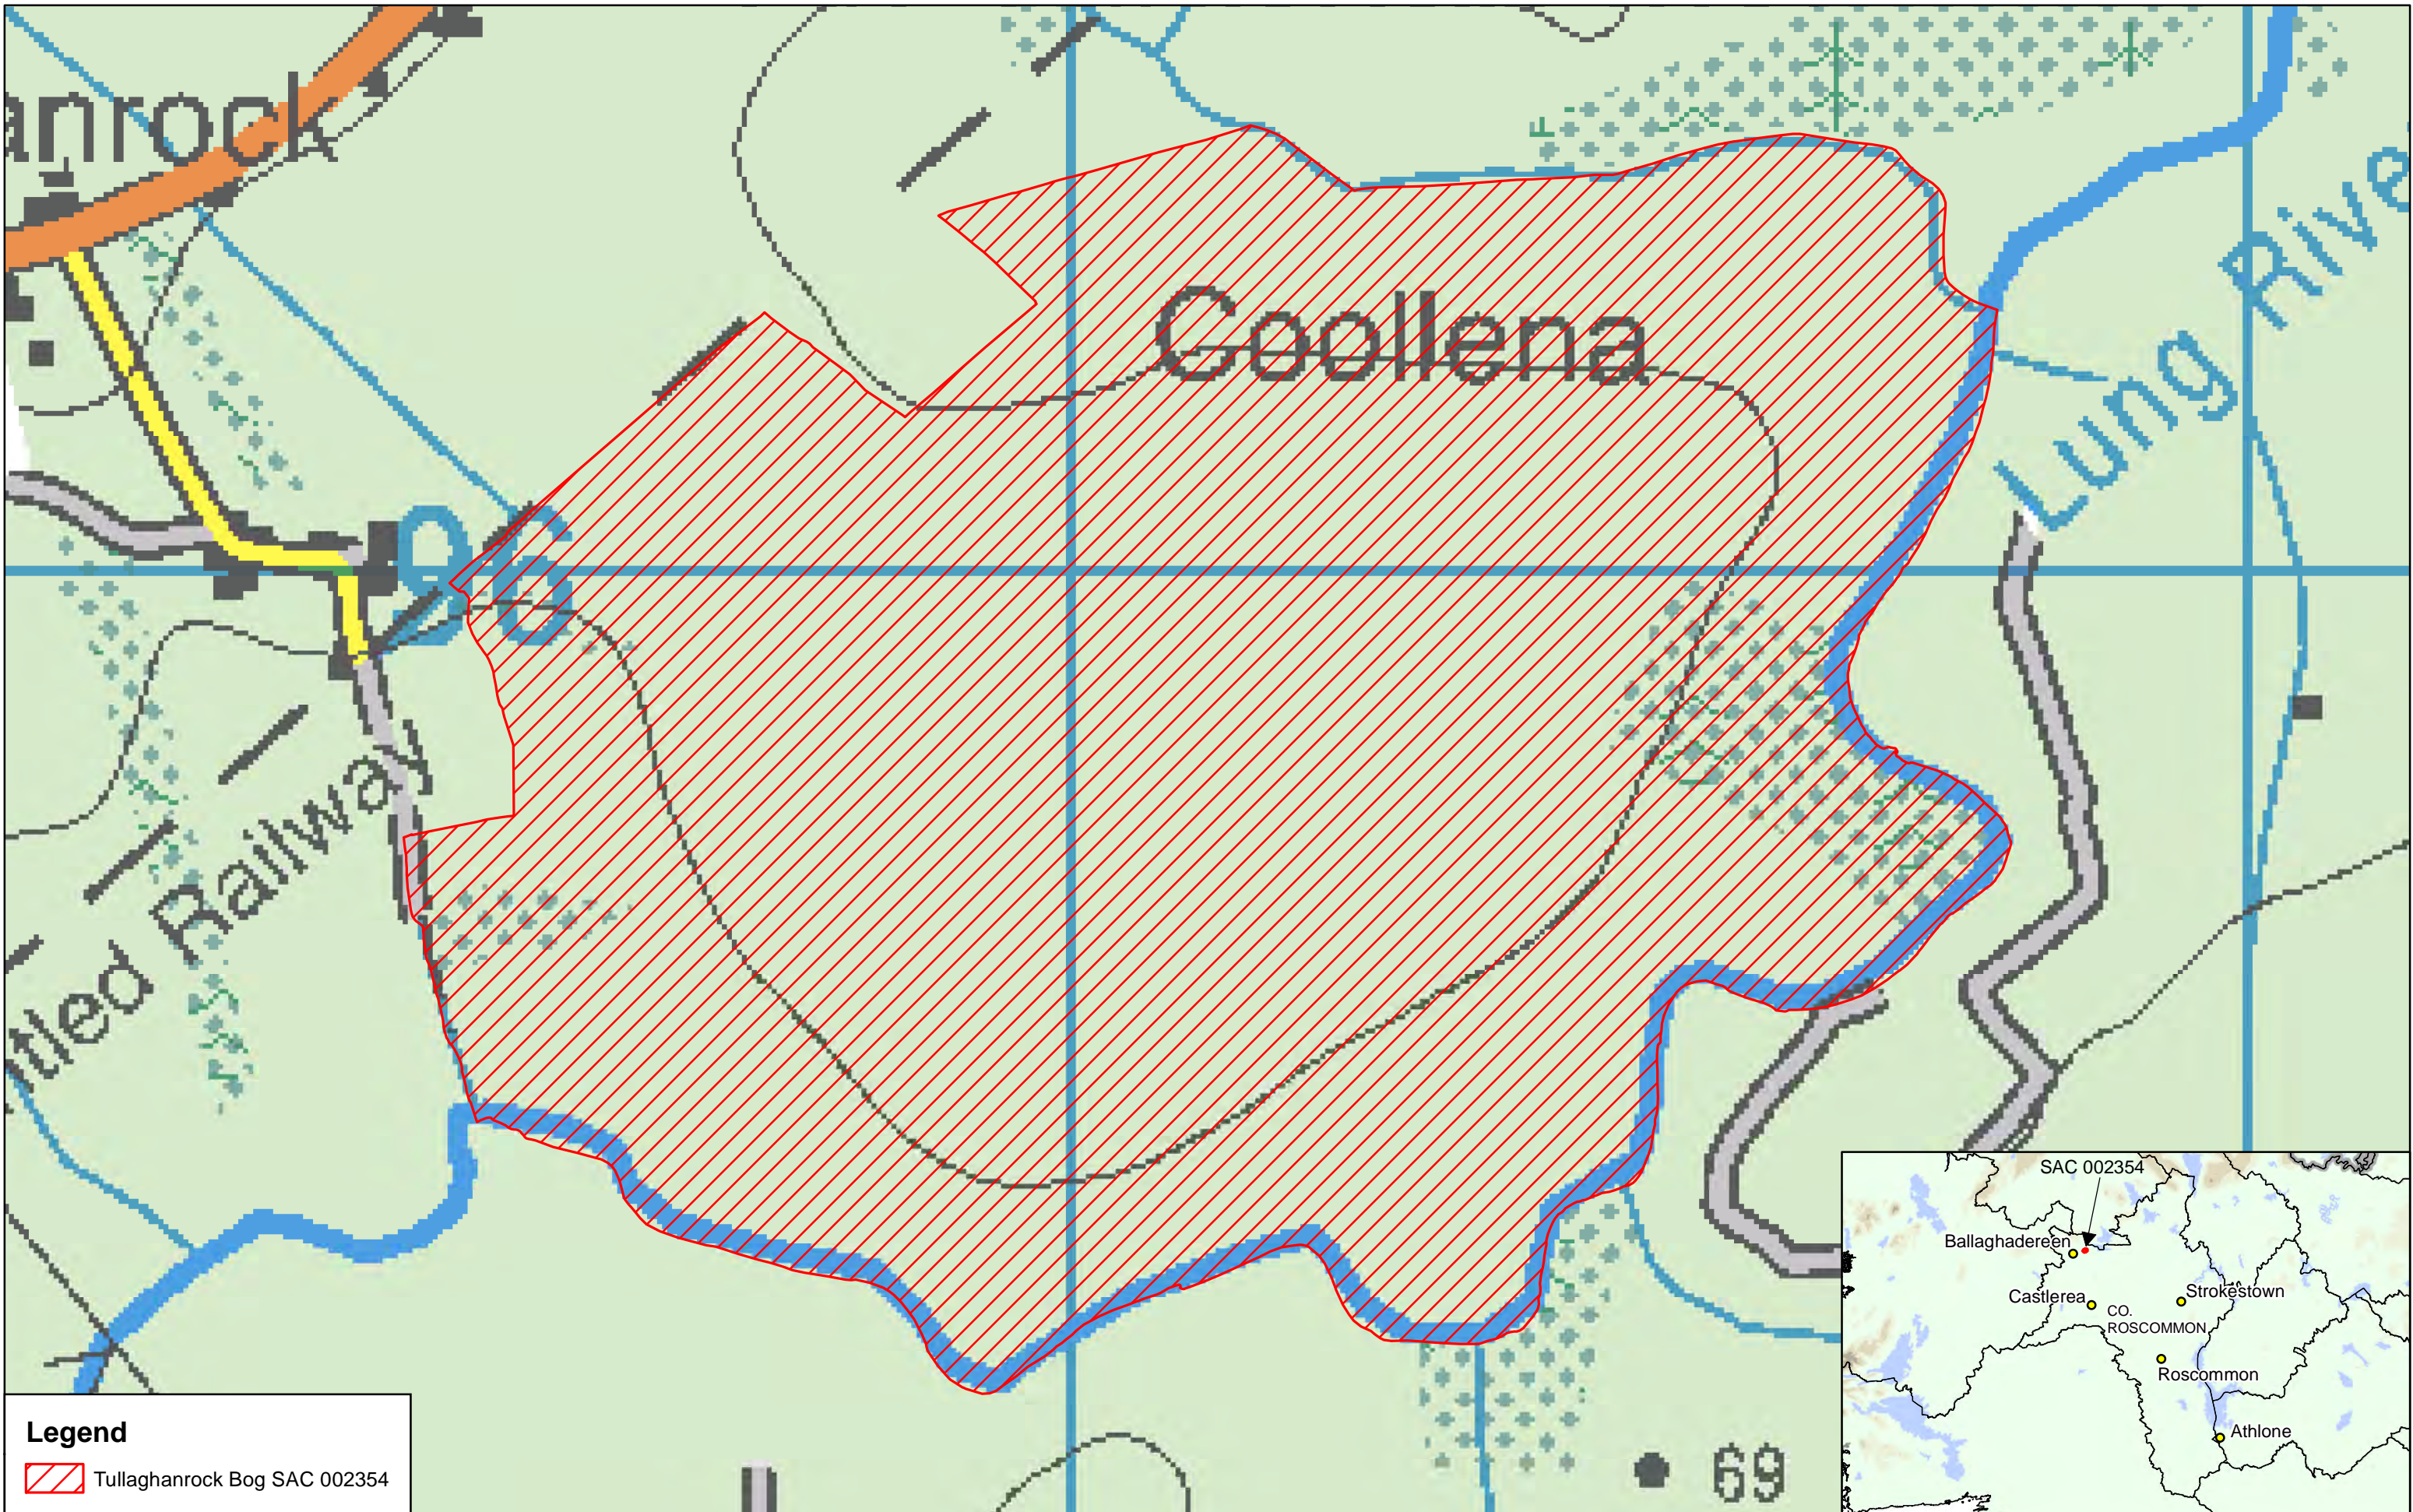 anrock
Coollena
Lung Rive
96
tled Railway
69
Legend
Tullaghanrock Bog SAC 002354
SAC 002354
Ballaghadereen
Castlerea
Strokestown
CO.
ROSCOMMON
Roscommon
Athlone